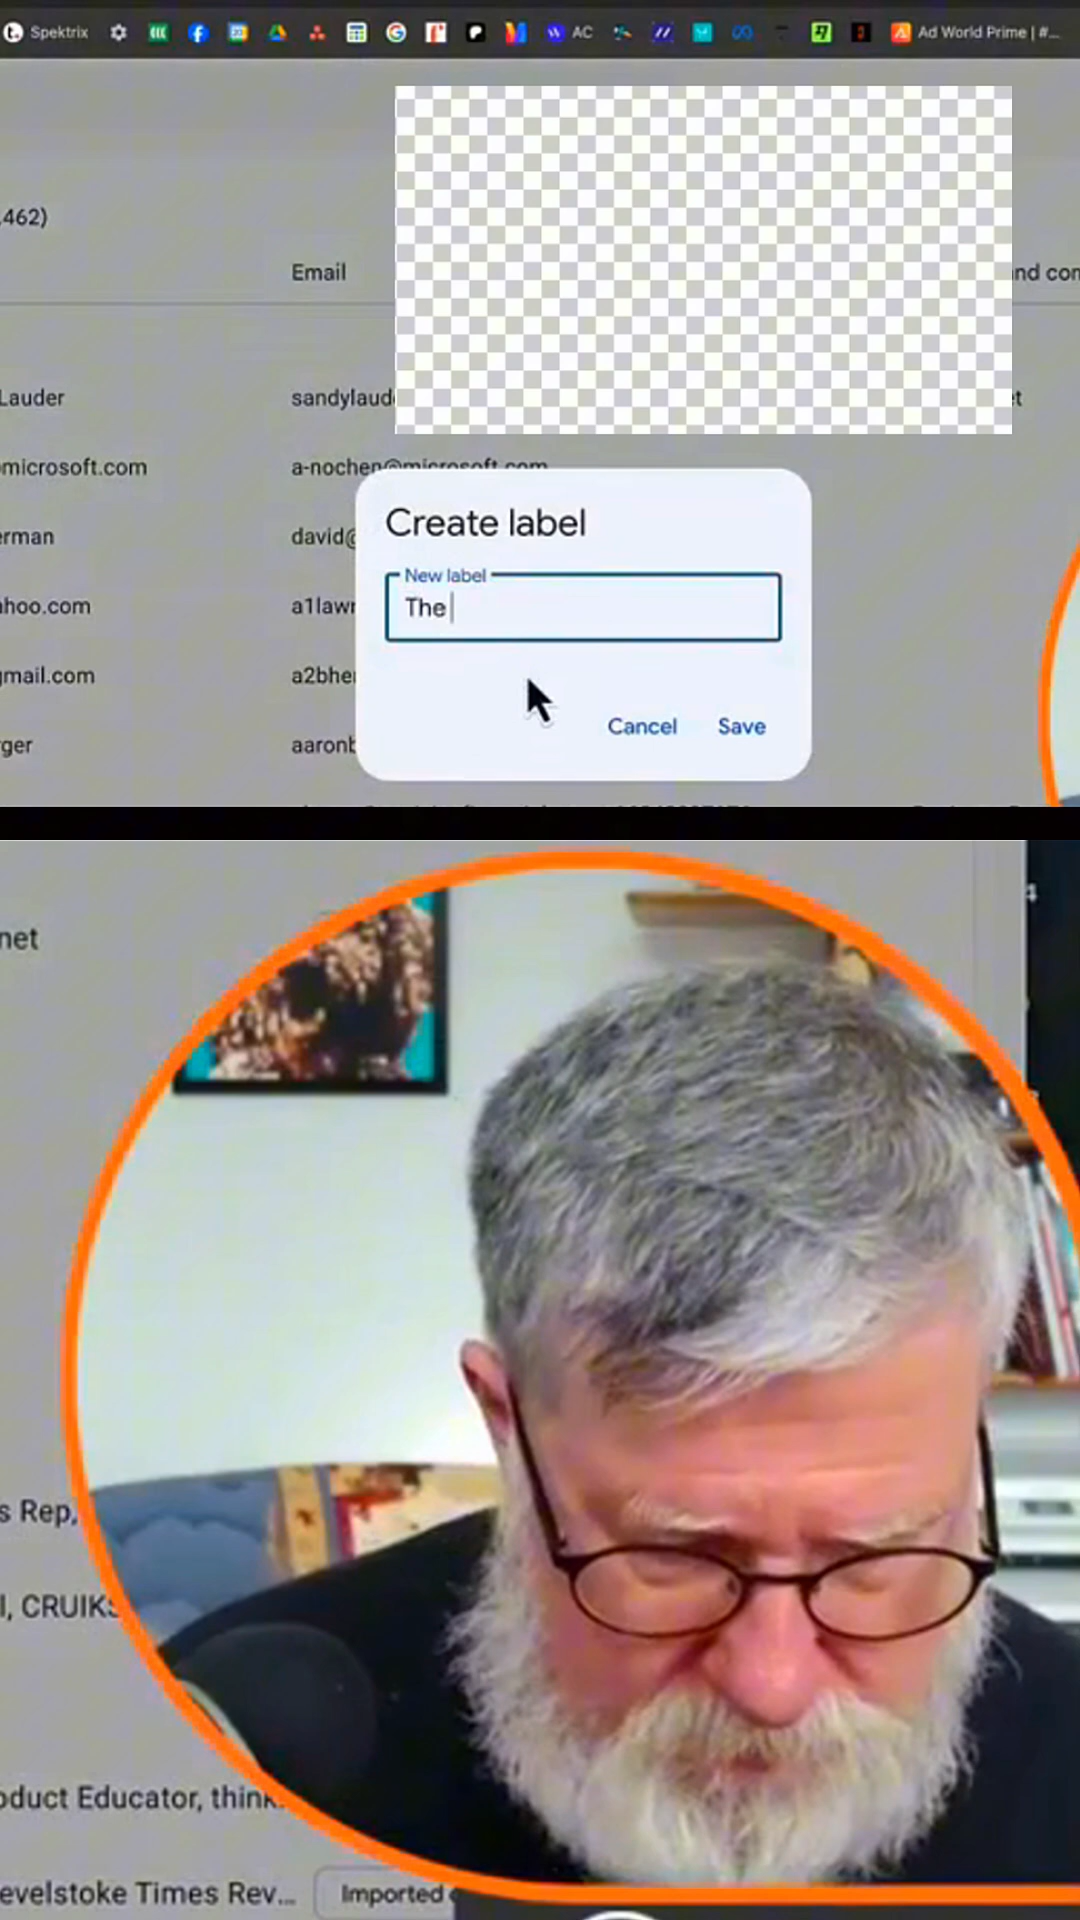 Spektrix
AC
Ad World Prime | #...
462)
Email
nd con
Lauder
sandylaud
t
microsoft.com
a-nochen@microsoft.com
erman
david@
hoo.com
a1lawr
gmail.com
a2bhe
ger
aaron
Create label
New label
The
Cancel
Save
net
s Rep,
l, CRUIKS
oduct Educator, think
evelstoke Times Rev...
Imported